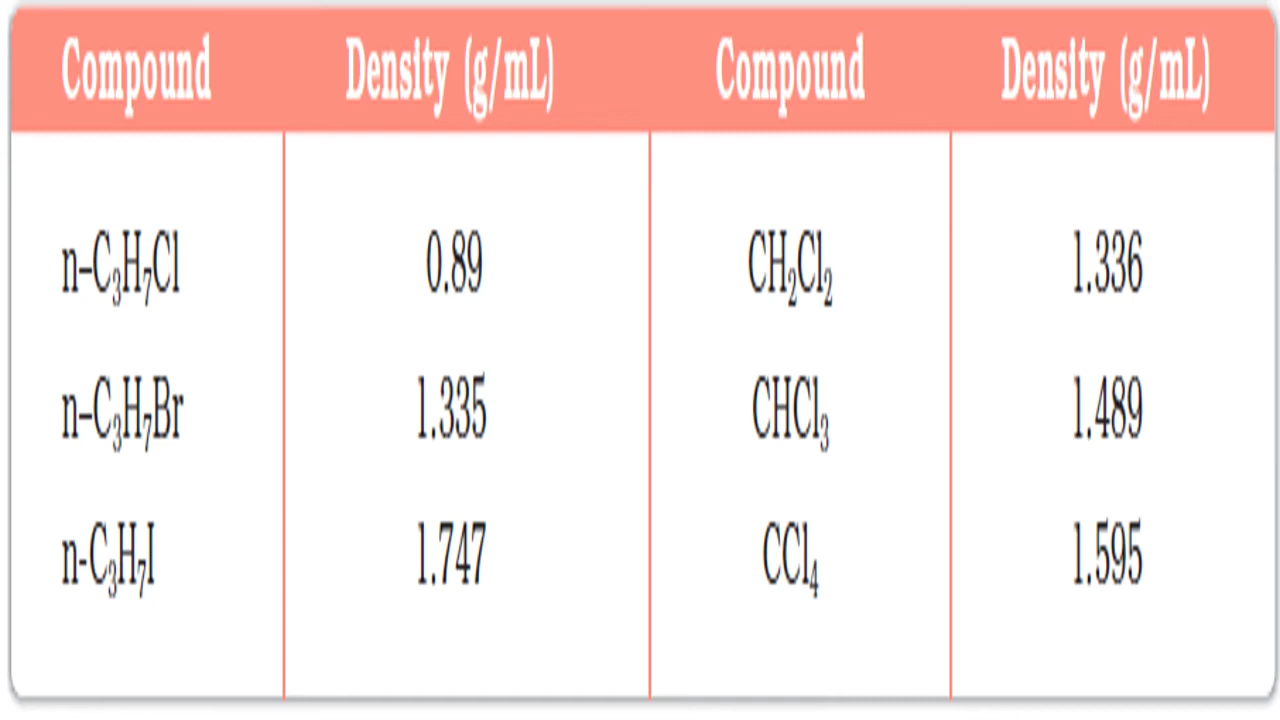 Compound Density (g/mL) Compound Density (g/mL)
n–C₃H₇Cl 0.89 CH₂Cl₂ 1.336
n–C₃H₇Br 1.335 CHCl₃ 1.489
n-C₃H₇I 1.747 CCl₄ 1.595